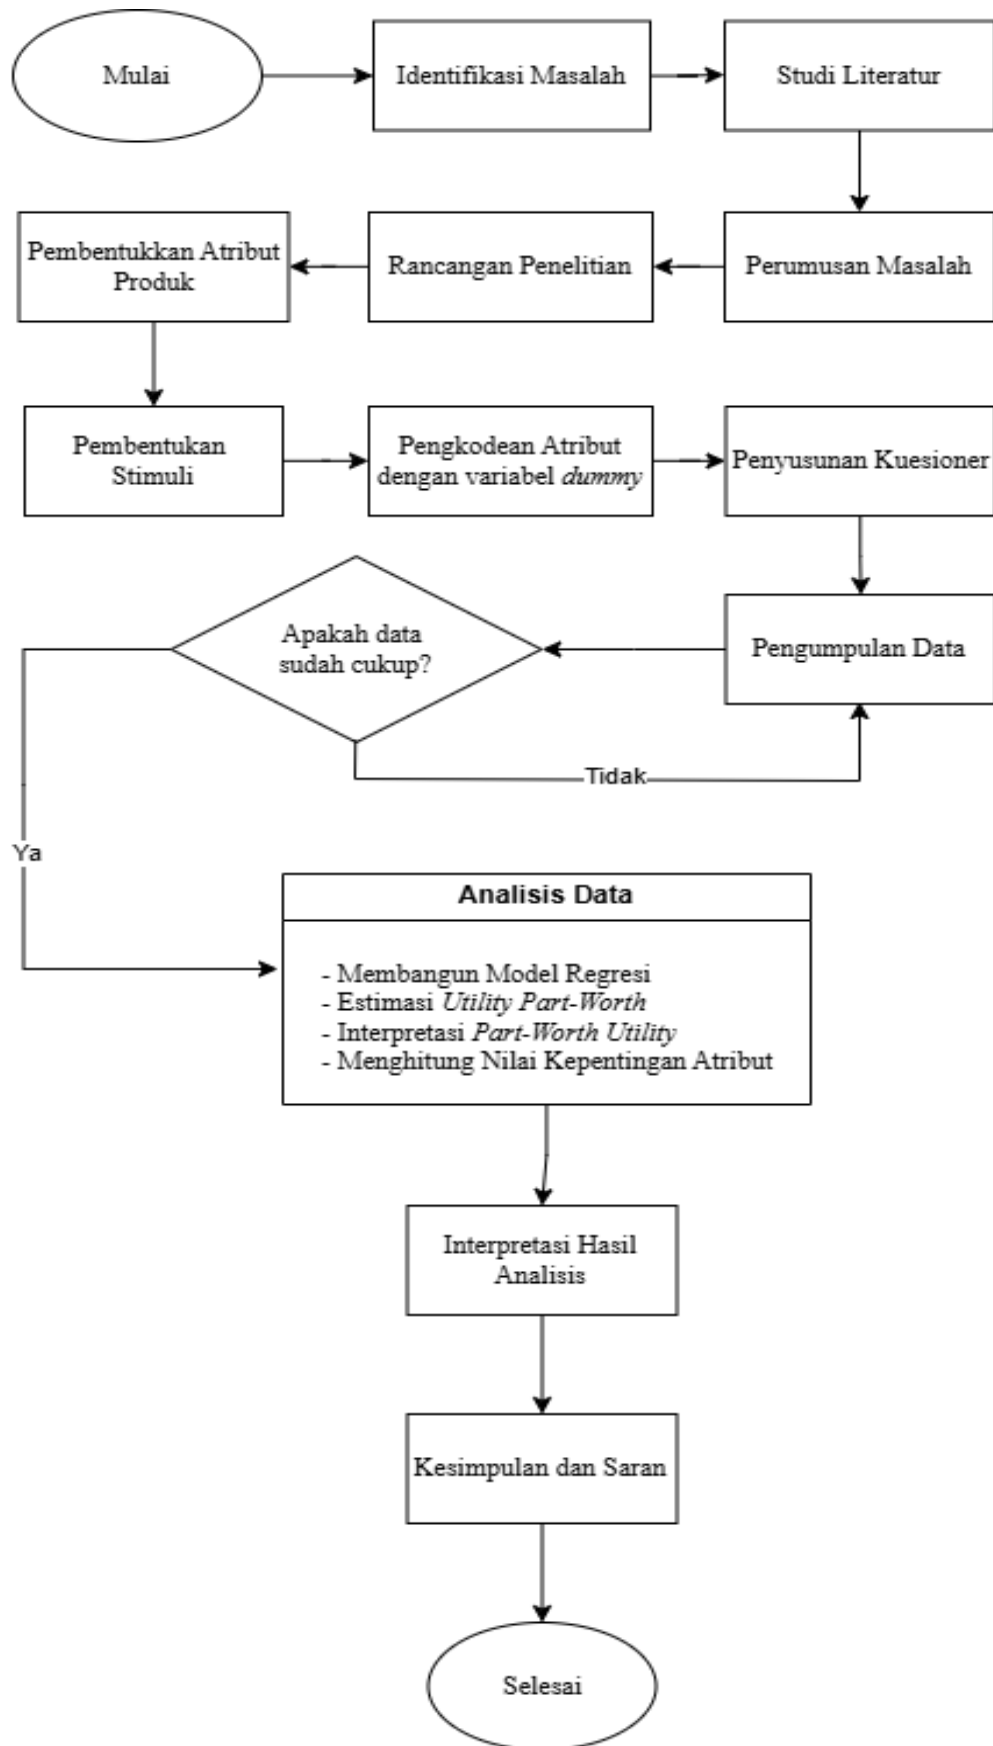 Mulai
Identifikasi Masalah
Studi Literatur
Perumusan Masalah
Rancangan Penelitian
Pembentukkan Atribut
Produk
Pembentukan
Stimuli
Pengkodean Atribut
dengan variabel dummy
Penyusunan Kuesioner
Pengumpulan Data
Apakah data
sudah cukup?
Tidak
Ya
Analisis Data
- Membangun Model Regresi
- Estimasi Utility Part-Worth
- Interpretasi Part-Worth Utility
- Menghitung Nilai Kepentingan Atribut
Interpretasi Hasil
Analisis
Kesimpulan dan Saran
Selesai